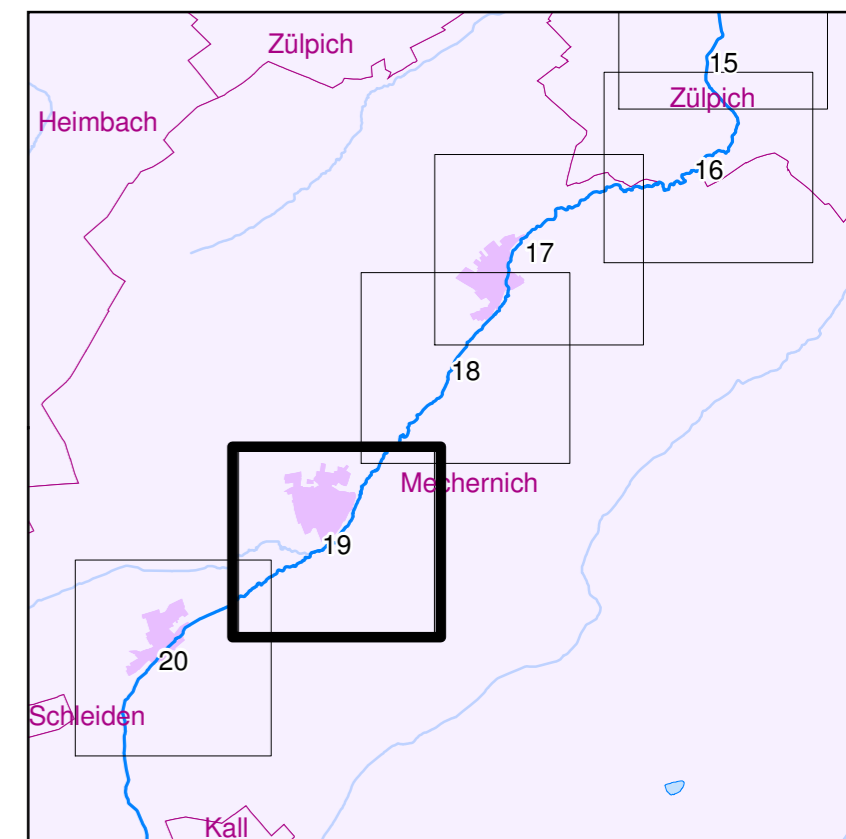 Zülpich
15
Zülpich
Heimbach
16
17
18
Mechernich
19
20
Schleiden
Kall